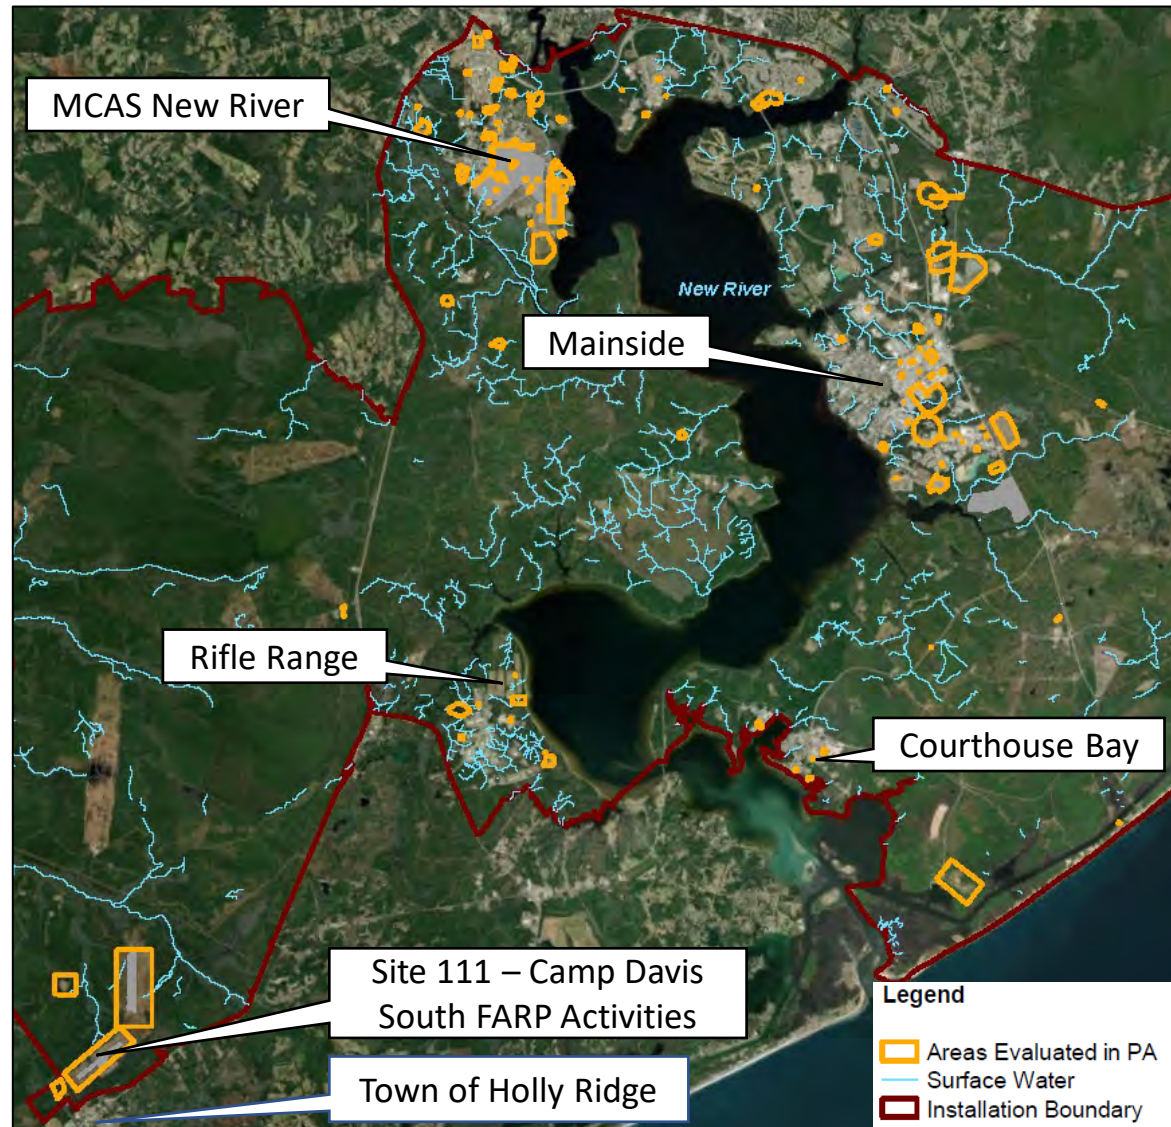 MCAS New River
New River
Mainside
Rifle Range
Courthouse Bay
Site 111 – Camp Davis
South FARP Activities
Town of Holly Ridge
Legend
Areas Evaluated in PA
Surface Water
Installation Boundary